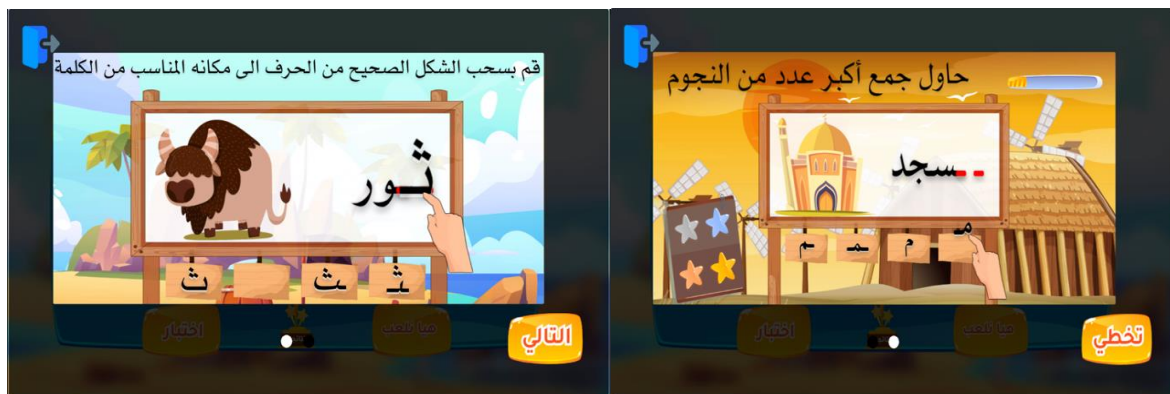 قم بسحب الشكل الصحيح من الحرف الى مكانه المناسب من الكلمة
ثـور
ث
ـث
ـثـ
اختبار
هيا نلعب
التالي
حاول جمع أكبر عدد من النجوم
ـسجد
مـ
ـم
ـمـ
م
اختبار
هيا نلعب
تخطي